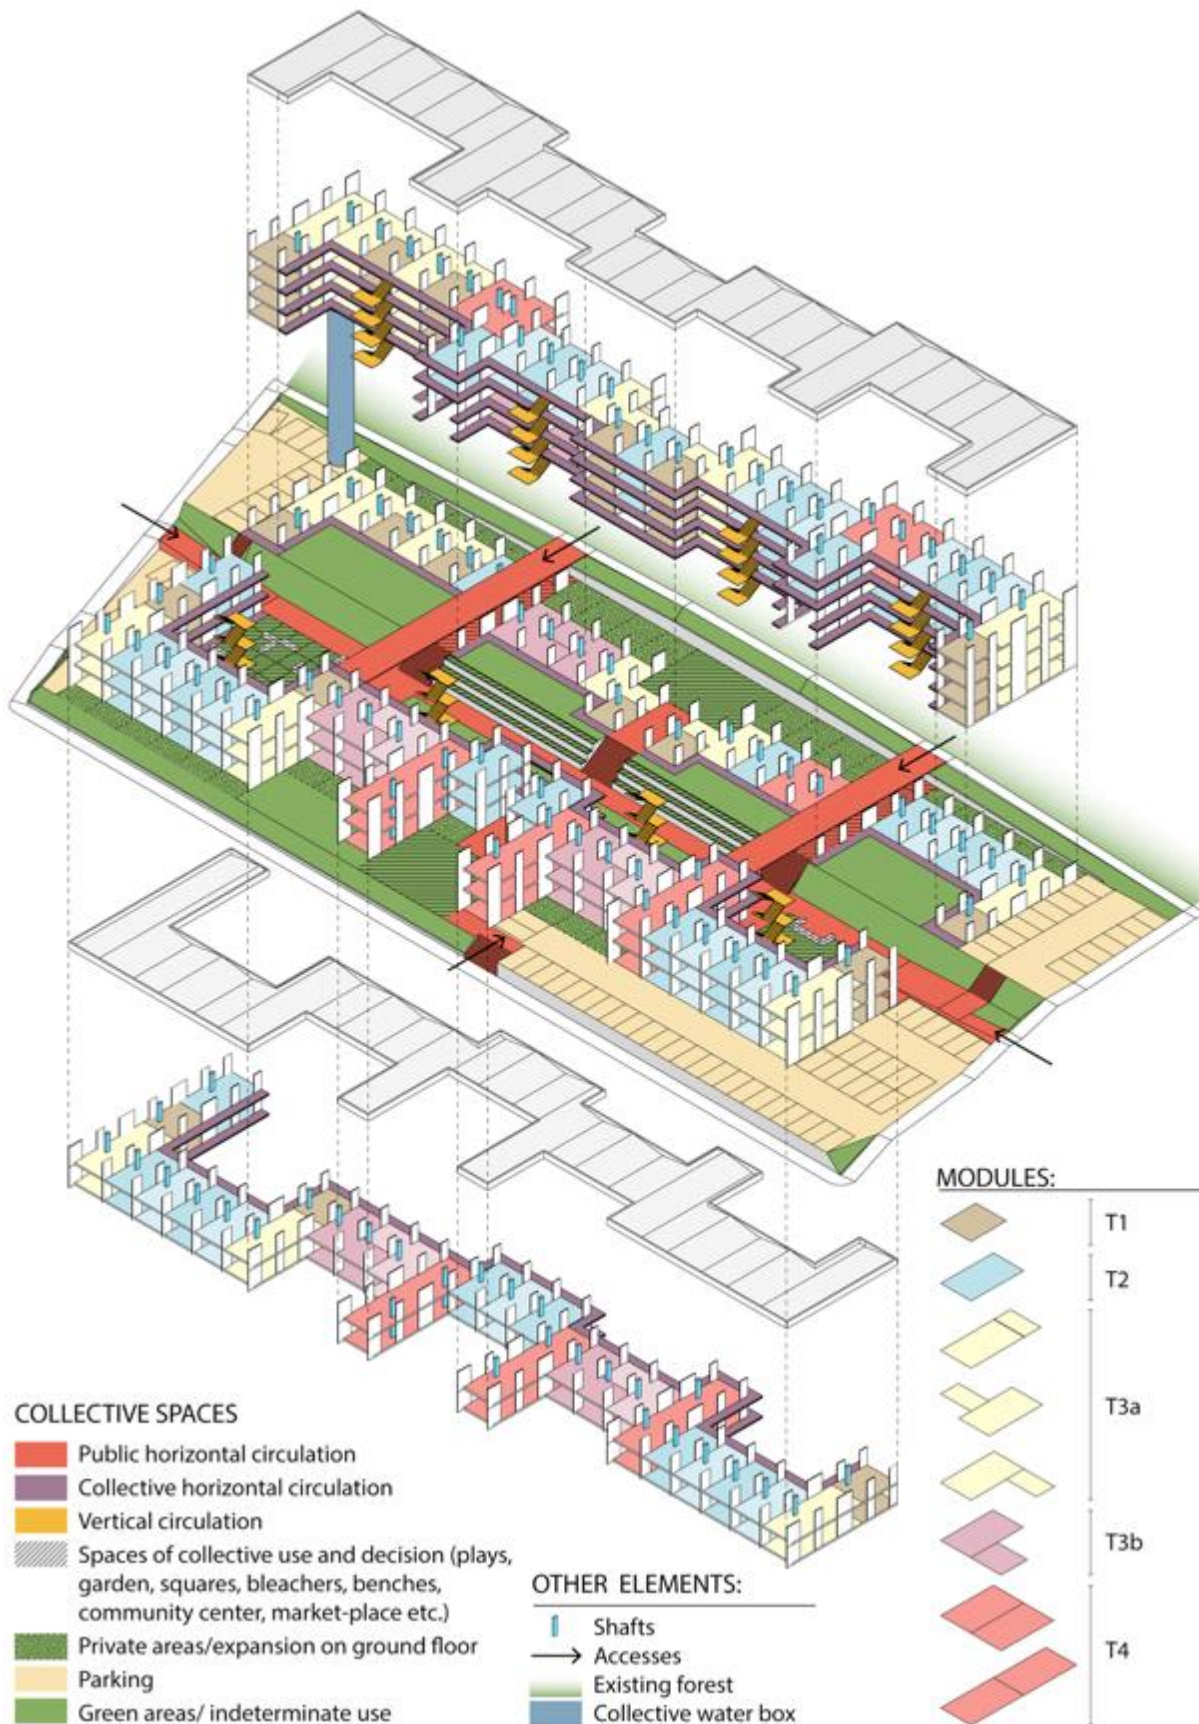 MODULES:
T1
T2
T3a
T3b
T4
COLLECTIVE SPACES
Public horizontal circulation
Collective horizontal circulation
Vertical circulation
Spaces of collective use and decision (plays,
garden, squares, bleachers, benches,
community center, market-place etc.)
Private areas/expansion on ground floor
Parking
Green areas/ indeterminate use
OTHER ELEMENTS:
Shafts
Accesses
Existing forest
Collective water box